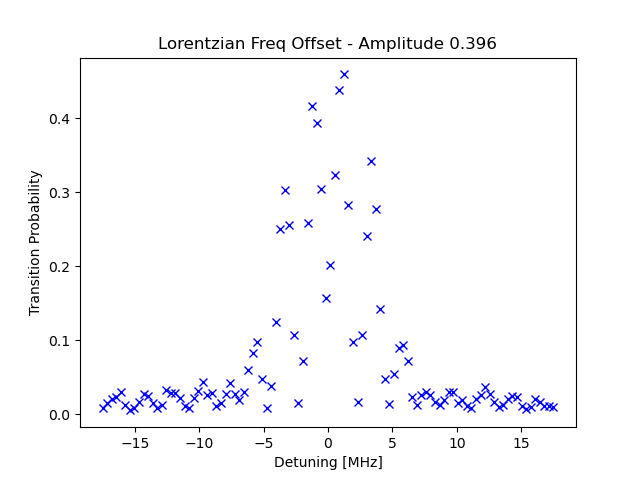 Lorentzian Freq Offset - Amplitude 0.396
Transition Probability
0.4
0.3
0.2
0.1
0.0
−15 −10 −5 0 5 10 15
Detuning [MHz]